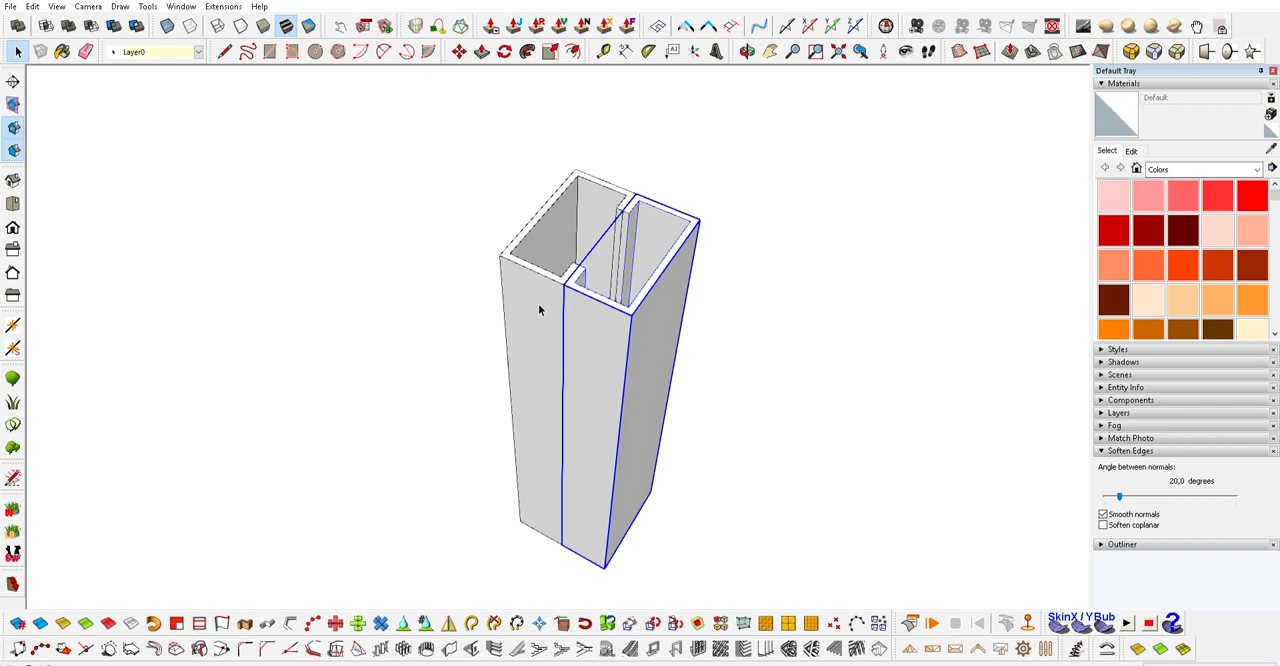 File Edit View Camera Draw Tools Window Extensions Help
Layer0
Default Tray
Materials
Default
Select Edit
Colors
Styles
Shadows
Scenes
Entity Info
Components
Layers
Fog
Match Photo
Soften Edges
Angle between normals:
20,0 degrees
Smooth normals
Soften coplanar
Outliner
SkinX / YBub